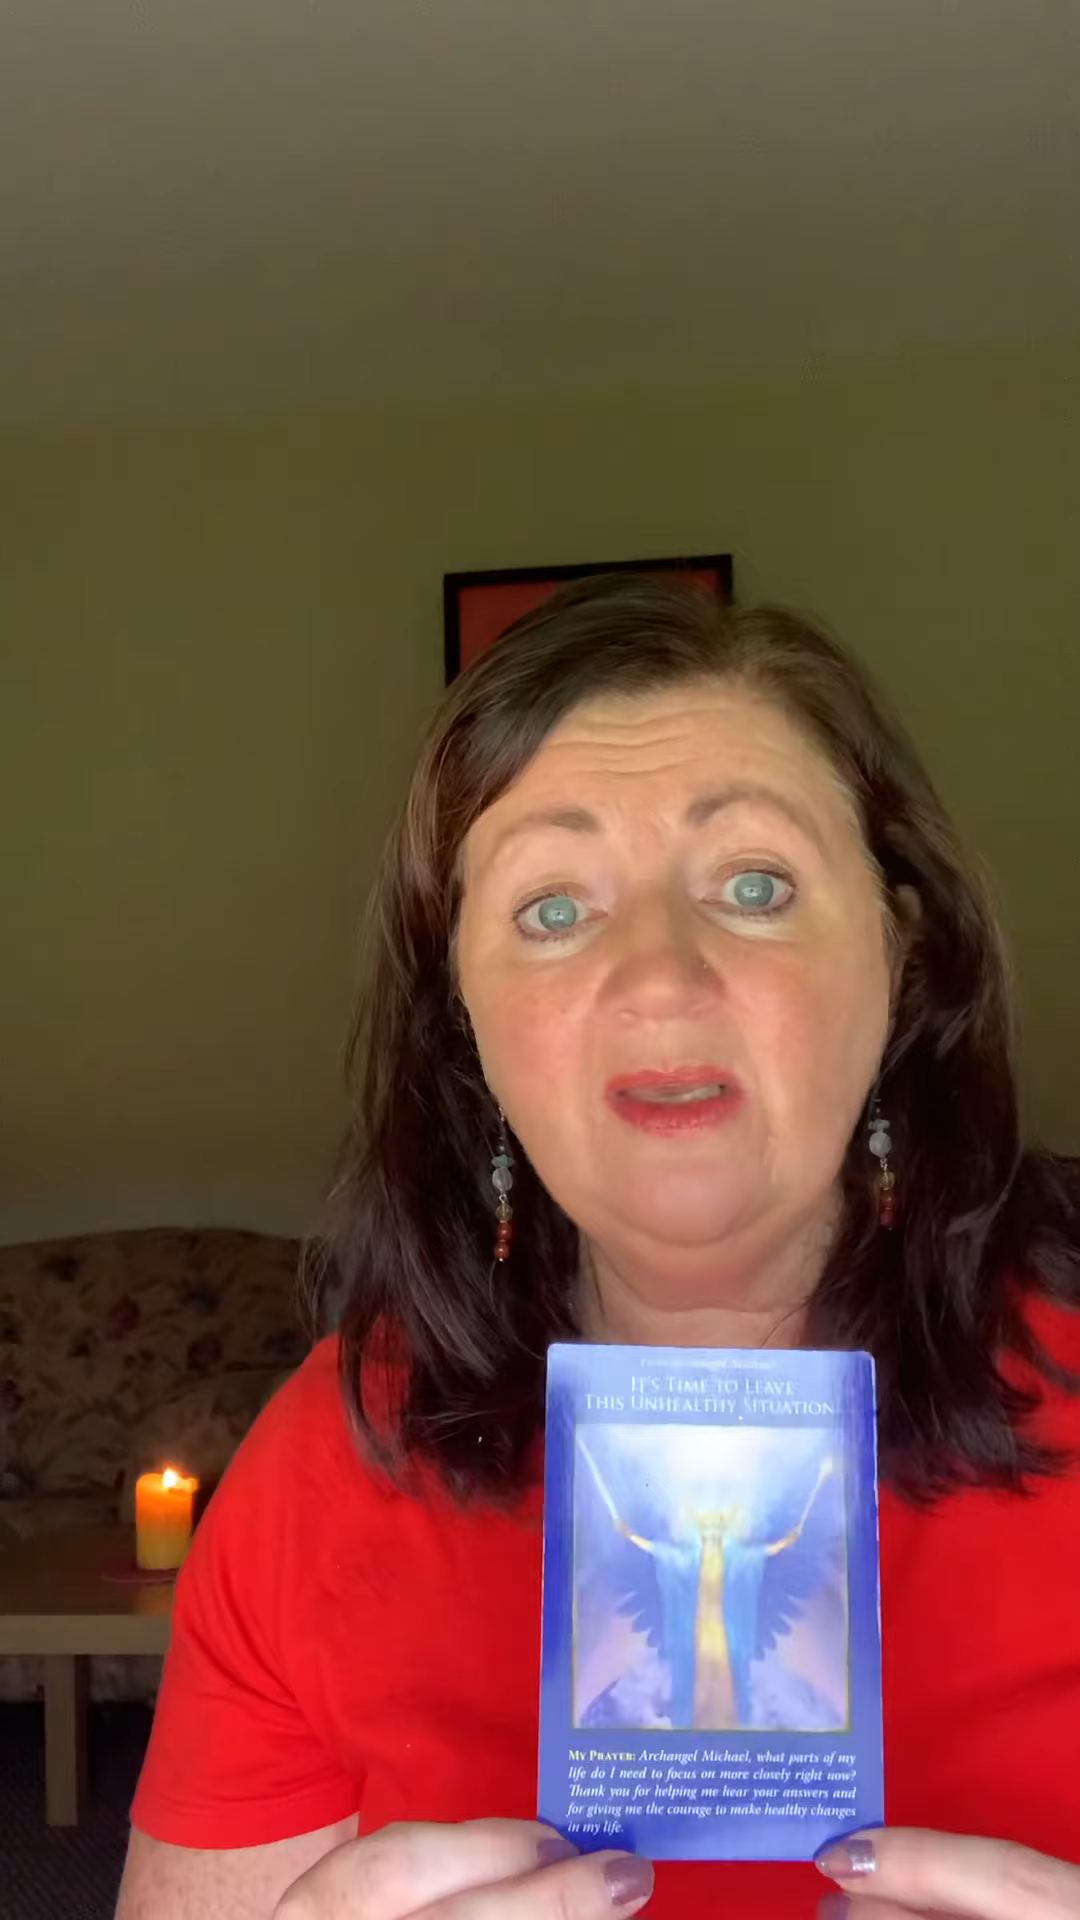 IT'S TIME TO LEAVE
THIS UNHEALTHY SITUATION
MY PRAYER: Archangel Michael, what parts of my
life do I need to focus on more closely right now?
Thank you for helping me hear your answers and
for giving me the courage to make healthy changes
in my life.